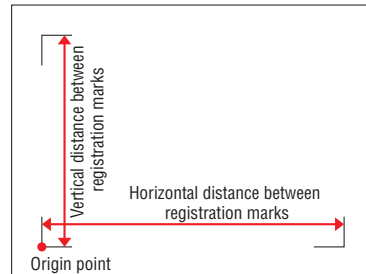 Vertical distance between
registration marks
Horizontal distance between
registration marks
Origin point